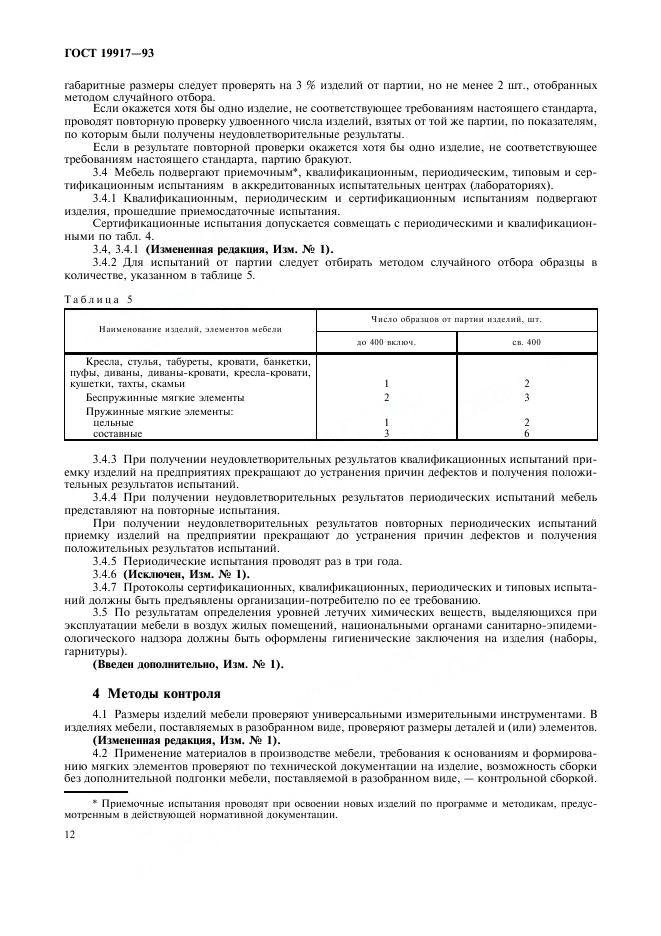 ГОСТ 19917—93
габаритные размеры следует проверять на 3 % изделий от партии, но не менее 2 шт., отобранных
методом случайного отбора.
Если окажется хотя бы одно изделие, не соответствующее требованиям настоящего стандарта,
проводят повторную проверку удвоенного числа изделий, взятых от той же партии, по показателям,
по которым были получены неудовлетворительные результаты.
Если в результате повторной проверки окажется хотя бы одно изделие, не соответствующее
требованиям настоящего стандарта, партию бракуют.
3.4 Мебель подвергают приемочным*, квалификационным, периодическим, типовым и сер-
тификационным испытаниям в аккредитованных испытательных центрах (лабораториях).
3.4.1 Квалификационным, периодическим и сертификационным испытаниям подвергают
изделия, прошедшие приемосдаточные испытания.
Сертификационные испытания допускается совмещать с периодическими и квалификацион-
ными по табл. 4.
3.4, 3.4.1 (Измененная редакция, Изм. № 1).
3.4.2 Для испытаний от партии следует отбирать методом случайного отбора образцы в
количестве, указанном в таблице 5.
Таблица 5
Наименование изделий, элементов мебели
Число образцов от партии изделий, шт.
до 400 включ.
св. 400
Кресла, стулья, табуреты, кровати, банкетки,
пуфы, диваны, диваны-кровати, кресла-кровати,
кушетки, тахты, скамьи 1 2
Беспружинные мягкие элементы 2 3
Пружинные мягкие элементы:
цельные 1 2
составные 3 6
3.4.3 При получении неудовлетворительных результатов квалификационных испытаний при-
емку изделий на предприятиях прекращают до устранения причин дефектов и получения положи-
тельных результатов испытаний.
3.4.4 При получении неудовлетворительных результатов периодических испытаний мебель
представляют на повторные испытания.
При получении неудовлетворительных результатов повторных периодических испытаний
приемку изделий на предприятии прекращают до устранения причин дефектов и получения
положительных результатов испытаний.
3.4.5 Периодические испытания проводят раз в три года.
3.4.6 (Исключен, Изм. № 1).
3.4.7 Протоколы сертификационных, квалификационных, периодических и типовых испыта-
ний должны быть предъявлены организации-потребителю по ее требованию.
3.5 По результатам определения уровней летучих химических веществ, выделяющихся при
эксплуатации мебели в воздух жилых помещений, национальными органами санитарно-эпидеми-
ологического надзора должны быть оформлены гигиенические заключения на изделия (наборы,
гарнитуры).
(Введен дополнительно, Изм. № 1).
4 Методы контроля
4.1 Размеры изделий мебели проверяют универсальными измерительными инструментами. В
изделиях мебели, поставляемых в разобранном виде, проверяют размеры деталей и (или) элементов.
(Измененная редакция, Изм. № 1).
4.2 Применение материалов в производстве мебели, требования к основаниям и формирова-
нию мягких элементов проверяют по технической документации на изделие, возможность сборки
без дополнительной подгонки мебели, поставляемой в разобранном виде, — контрольной сборкой.
* Приемочные испытания проводят при освоении новых изделий по программе и методикам, предус-
мотренным в действующей нормативной документации.
12